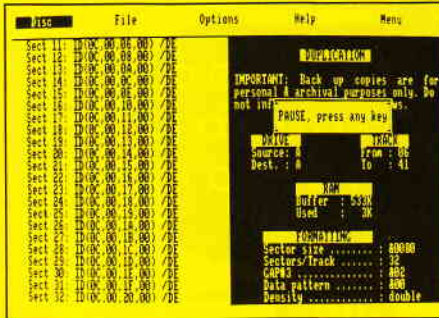 Disc File Options Help Menu
Sect 11: ID(0C,00,06,00) /DE
Sect 12: ID(0C,00,08,00) /DE
Sect 13: ID(0C,00,0A,00) /DE
Sect 14: ID(0C,00,0C,00) /DE
Sect 15: ID(0C,00,0E,00) /DE
Sect 16: ID(0C,00,10,00) /DE
Sect 17: ID(0C,00,11,00) /DE
Sect 18: ID(0C,00,12,00) /DE
Sect 19: ID(0C,00,13,00) /DE
Sect 20: ID(0C,00,14,00) /DE
Sect 21: ID(0C,00,15,00) /DE
Sect 22: ID(0C,00,16,00) /DE
Sect 23: ID(0C,00,17,00) /DE
Sect 24: ID(0C,00,18,00) /DE
Sect 25: ID(0C,00,19,00) /DE
Sect 26: ID(0C,00,1A,00) /DE
Sect 27: ID(0C,00,1B,00) /DE
Sect 28: ID(0C,00,1C,00) /DE
Sect 29: ID(0C,00,1D,00) /DE
Sect 30: ID(0C,00,1E,00) /DE
Sect 31: ID(0C,00,1F,00) /DE
Sect 32: ID(0C,00,20,00) /DE
DUPLICATION
IMPORTANT: Back up copies are for
personal & archival purposes only. Do
not inf ws.
PAUSE, press any key
DRIVE TRACK
Source: A From : 06
Dest. : A To : 41
RAM
Buffer : 533K
Used : 3K
FORMATTING
Sector size ......... : &00D0
Sectors/Track ...... : 32
GAP#3 ............... : &02
Data pattern ....... : &00
Density ............ : double